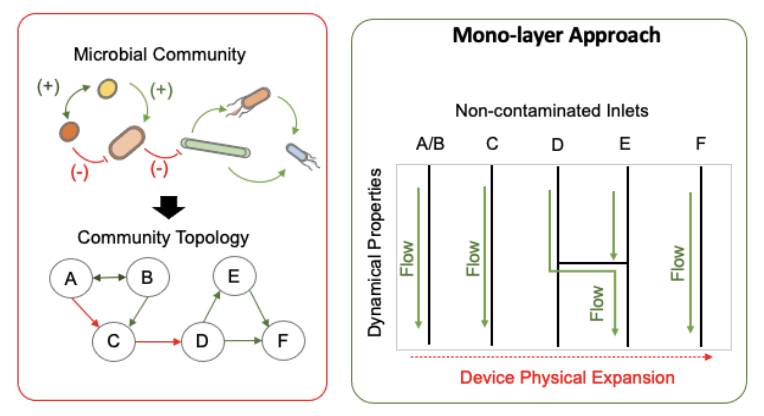 Microbial Community
(+)
(+)
(-)
(-)
Community Topology
A
B
E
C
D
F
Mono-layer Approach
Non-contaminated Inlets
A/B C D E F
Dynamical Properties
Flow
Flow
Flow
Flow
Device Physical Expansion